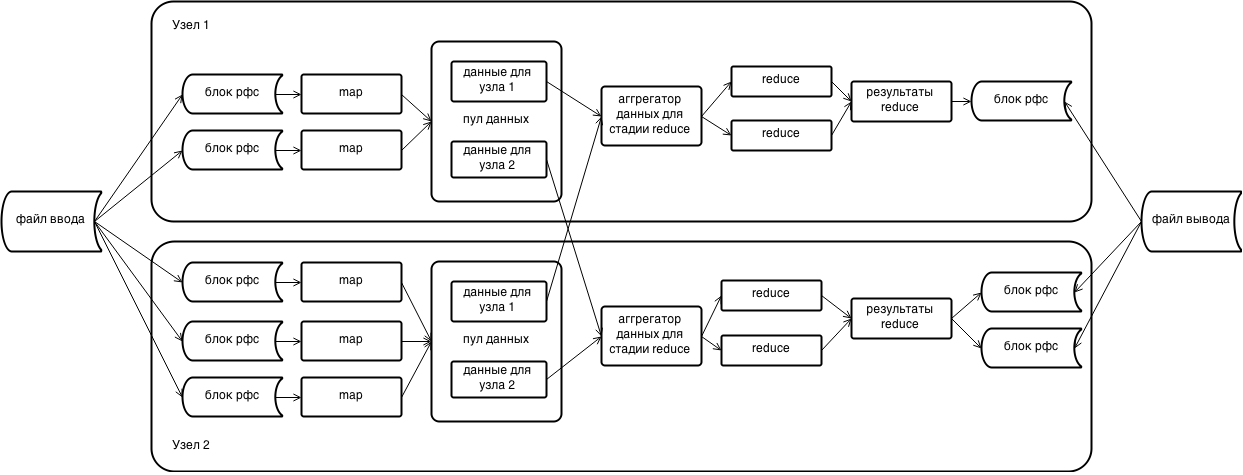 Узел 1
блок рфс
map
блок рфс
map
данные для
узла 1
пул данных
данные для
узла 2
аггрегатор
данных для
стадии reduce
reduce
reduce
результаты
reduce
блок рфс
файл ввода
файл вывода
блок рфс
map
блок рфс
map
блок рфс
map
данные для
узла 1
пул данных
данные для
узла 2
аггрегатор
данных для
стадии reduce
reduce
reduce
результаты
reduce
блок рфс
блок рфс
Узел 2